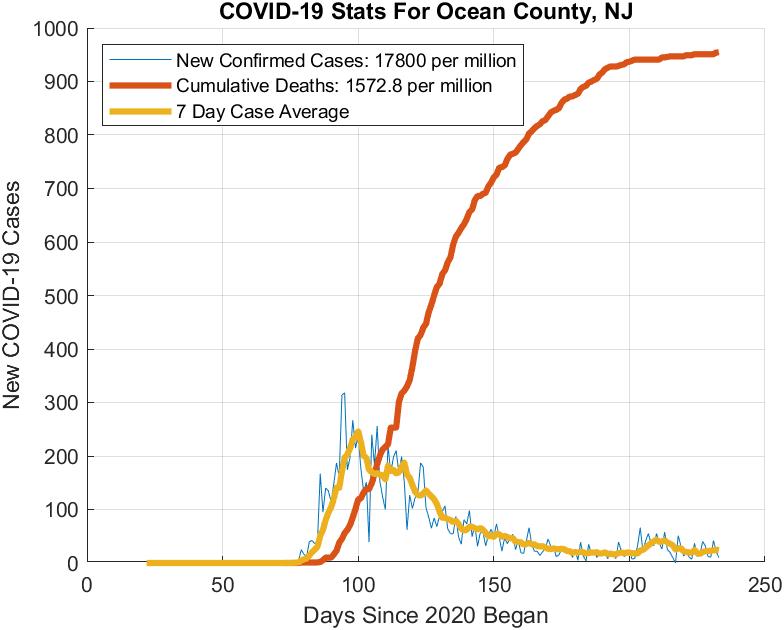 COVID-19 Stats For Ocean County, NJ
1000
900
800
700
600
500
400
300
200
100
0
New COVID-19 Cases
New Confirmed Cases: 17800 per million
Cumulative Deaths: 1572.8 per million
7 Day Case Average
0 50 100 150 200 250
Days Since 2020 Began